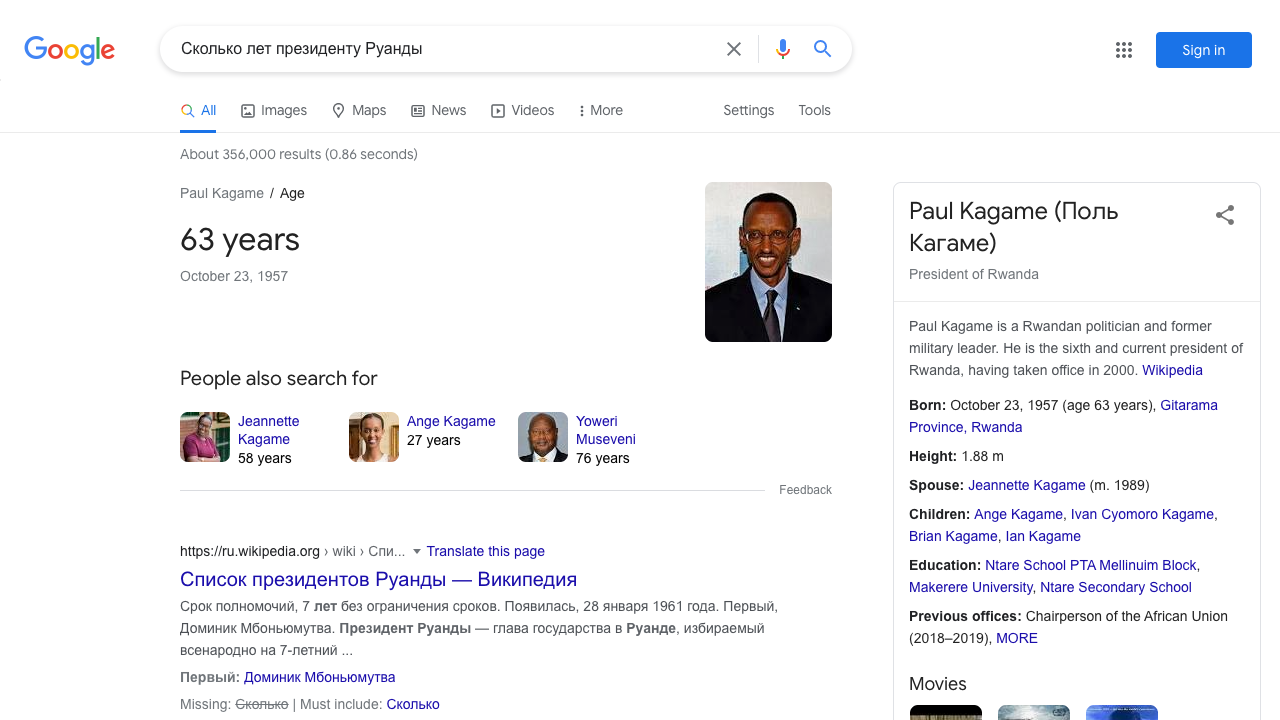 Google
Сколько лет президенту Руанды
Sign in
All
Images
Maps
News
Videos
More
Settings
Tools
About 356,000 results (0.86 seconds)
Paul Kagame / Age
63 years
October 23, 1957
People also search for
Jeannette
Kagame
58 years
Ange Kagame
27 years
Yoweri
Museveni
76 years
Feedback
https://ru.wikipedia.org › wiki › Спи... Translate this page
Список президентов Руанды — Википедия
Срок полномочий, 7 лет без ограничения сроков. Появилась, 28 января 1961 года. Первый,
Доминик Мбоньюмутва. Президент Руанды — глава государства в Руанде, избираемый
всенародно на 7-летний ...
Первый: Доминик Мбоньюмутва
Missing: Сколько | Must include: Сколько
Paul Kagame (Поль
Кагаме)
President of Rwanda
Paul Kagame is a Rwandan politician and former
military leader. He is the sixth and current president of
Rwanda, having taken office in 2000. Wikipedia
Born: October 23, 1957 (age 63 years), Gitarama
Province, Rwanda
Height: 1.88 m
Spouse: Jeannette Kagame (m. 1989)
Children: Ange Kagame, Ivan Cyomoro Kagame,
Brian Kagame, Ian Kagame
Education: Ntare School PTA Mellinuim Block,
Makerere University, Ntare Secondary School
Previous offices: Chairperson of the African Union
(2018–2019), MORE
Movies